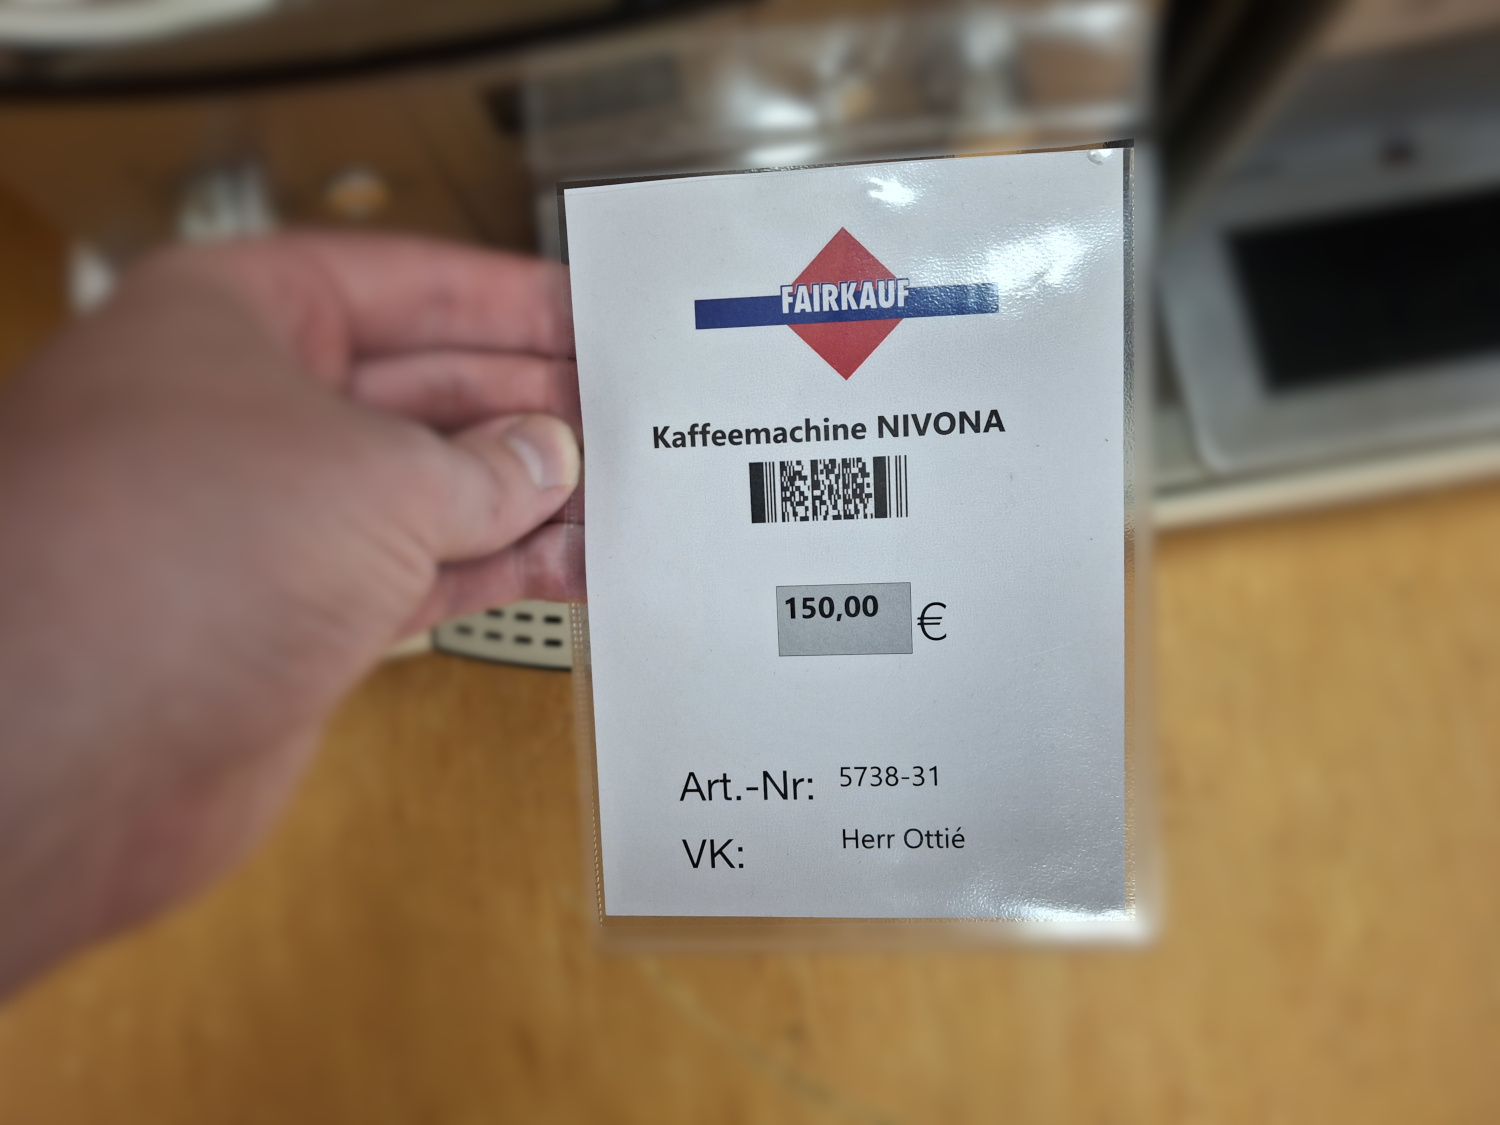 FAIRKAUF
Kaffeemachine NIVONA
150,00 €
Art.-Nr: 5738-31
VK: Herr Ottié